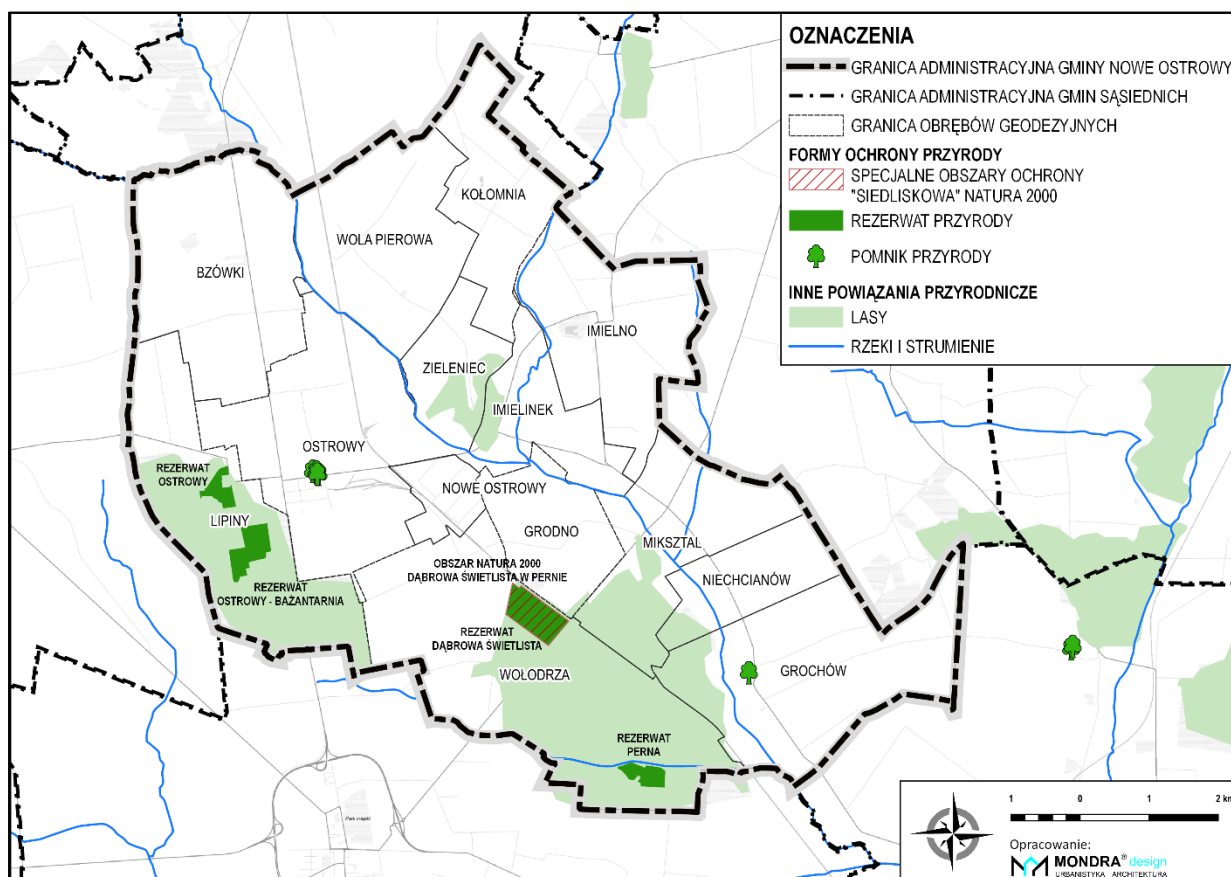 OZNACZENIA
GRANICA ADMINISTRACYJNA GMINY NOWE OSTROWY
GRANICA ADMINISTRACYJNA GMIN SĄSIEDNICH
GRANICA OBRĘBÓW GEODEZYJNYCH
FORMY OCHRONY PRZYRODY
SPECJALNE OBSZARY OCHRONY
"SIEDLISKOWA" NATURA 2000
REZERWAT PRZYRODY
POMNIK PRZYRODY
INNE POWIĄZANIA PRZYRODNICZE
LASY
RZEKI I STRUMIENIE
KOŁOMNIA
WOLA PIEROWA
BZÓWKI
IMIELNO
ZIELENIEC
IMIELINEK
OSTROWY
REZERWAT
OSTROWY
LIPINY
NOWE OSTROWY
GRODNO
MIKSZTAL
OBSZAR NATURA 2000
DĄBROWA ŚWIETLISTA W PERNIE
NIECHCIANÓW
REZERWAT
OSTROWY - BAŻANTARNIA
REZERWAT
DĄBROWA ŚWIETLISTA
WOŁODRZA
GROCHÓW
REZERWAT
PERNA
Park miejski
1 0 1 2 km
Opracowanie:
MONDRA® design
URBANISTYKA ARCHITEKTURA